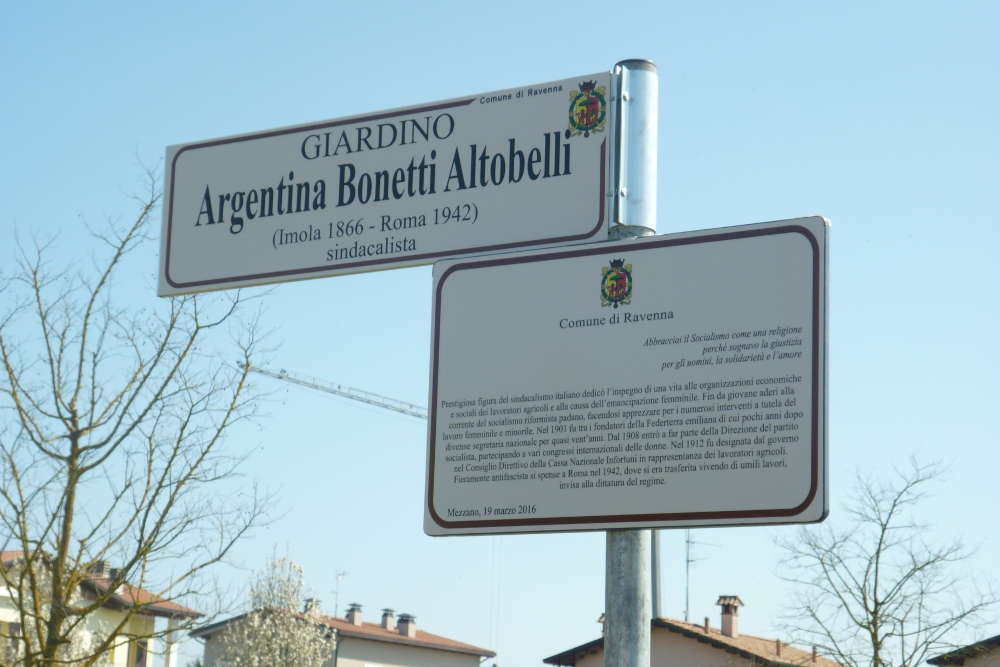 Comune di Ravenna
GIARDINO
Argentina Bonetti Altobelli
(Imola 1866 - Roma 1942)
sindacalista
Comune di Ravenna
Abbracciai il Socialismo come una religione
perché sognavo la giustizia
per gli uomini, la solidarietà e l'amore
Prestigiosa figura del sindacalismo italiano dedicò l'impegno di una vita alle organizzazioni economiche
e sociali dei lavoratori agricoli e alla causa dell'emancipazione femminile. Fin da giovane aderì alla
corrente del socialismo riformista padano, facendosi apprezzare per i numerosi interventi a tutela del
lavoro femminile e minorile. Nel 1901 fu tra i fondatori della Federterra emiliana di cui pochi anni dopo
divenne segretaria nazionale per quasi vent'anni. Dal 1908 entrò a far parte della Direzione del partito
socialista, partecipando a vari congressi internazionali delle donne. Nel 1912 fu designata dal governo
nel Consiglio Direttivo della Cassa Nazionale Infortuni in rappresentanza dei lavoratori agricoli.
Fieramente antifascista si spense a Roma nel 1942, dove si era trasferita vivendo di umili lavori,
invisa alla dittatura del regime.
Mezzano, 19 marzo 2016